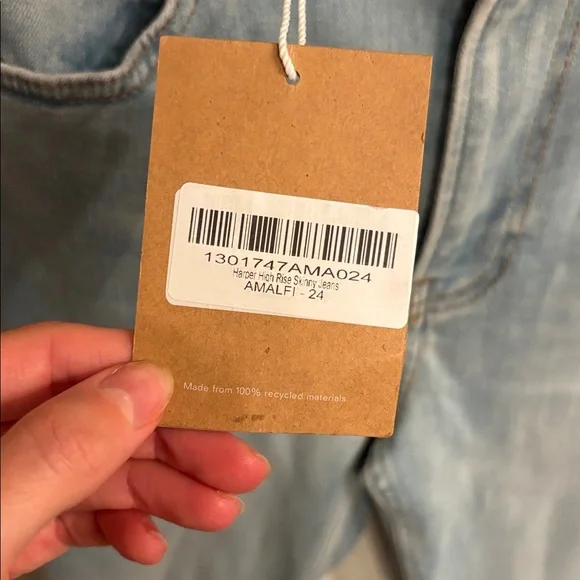 1301747AMA024
Harper High Rise Skinny Jeans
AMALFI - 24
Made from 100% recycled materials